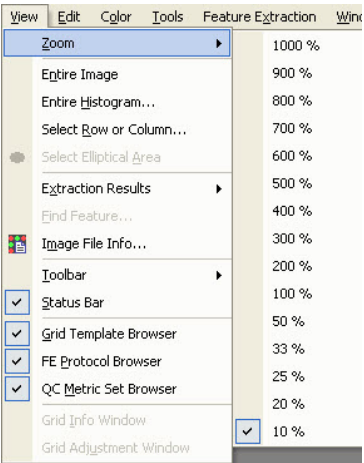 View Edit Color Tools Feature Extraction
Zoom
Entire Image
Entire Histogram...
Select Row or Column...
Select Elliptical Area
Extraction Results
Find Feature...
Image File Info...
Toolbar
Status Bar
Grid Template Browser
FE Protocol Browser
QC Metric Set Browser
Grid Info Window
Grid Adjustment Window
1000 %
900 %
800 %
700 %
600 %
500 %
400 %
300 %
200 %
100 %
50 %
33 %
25 %
20 %
10 %